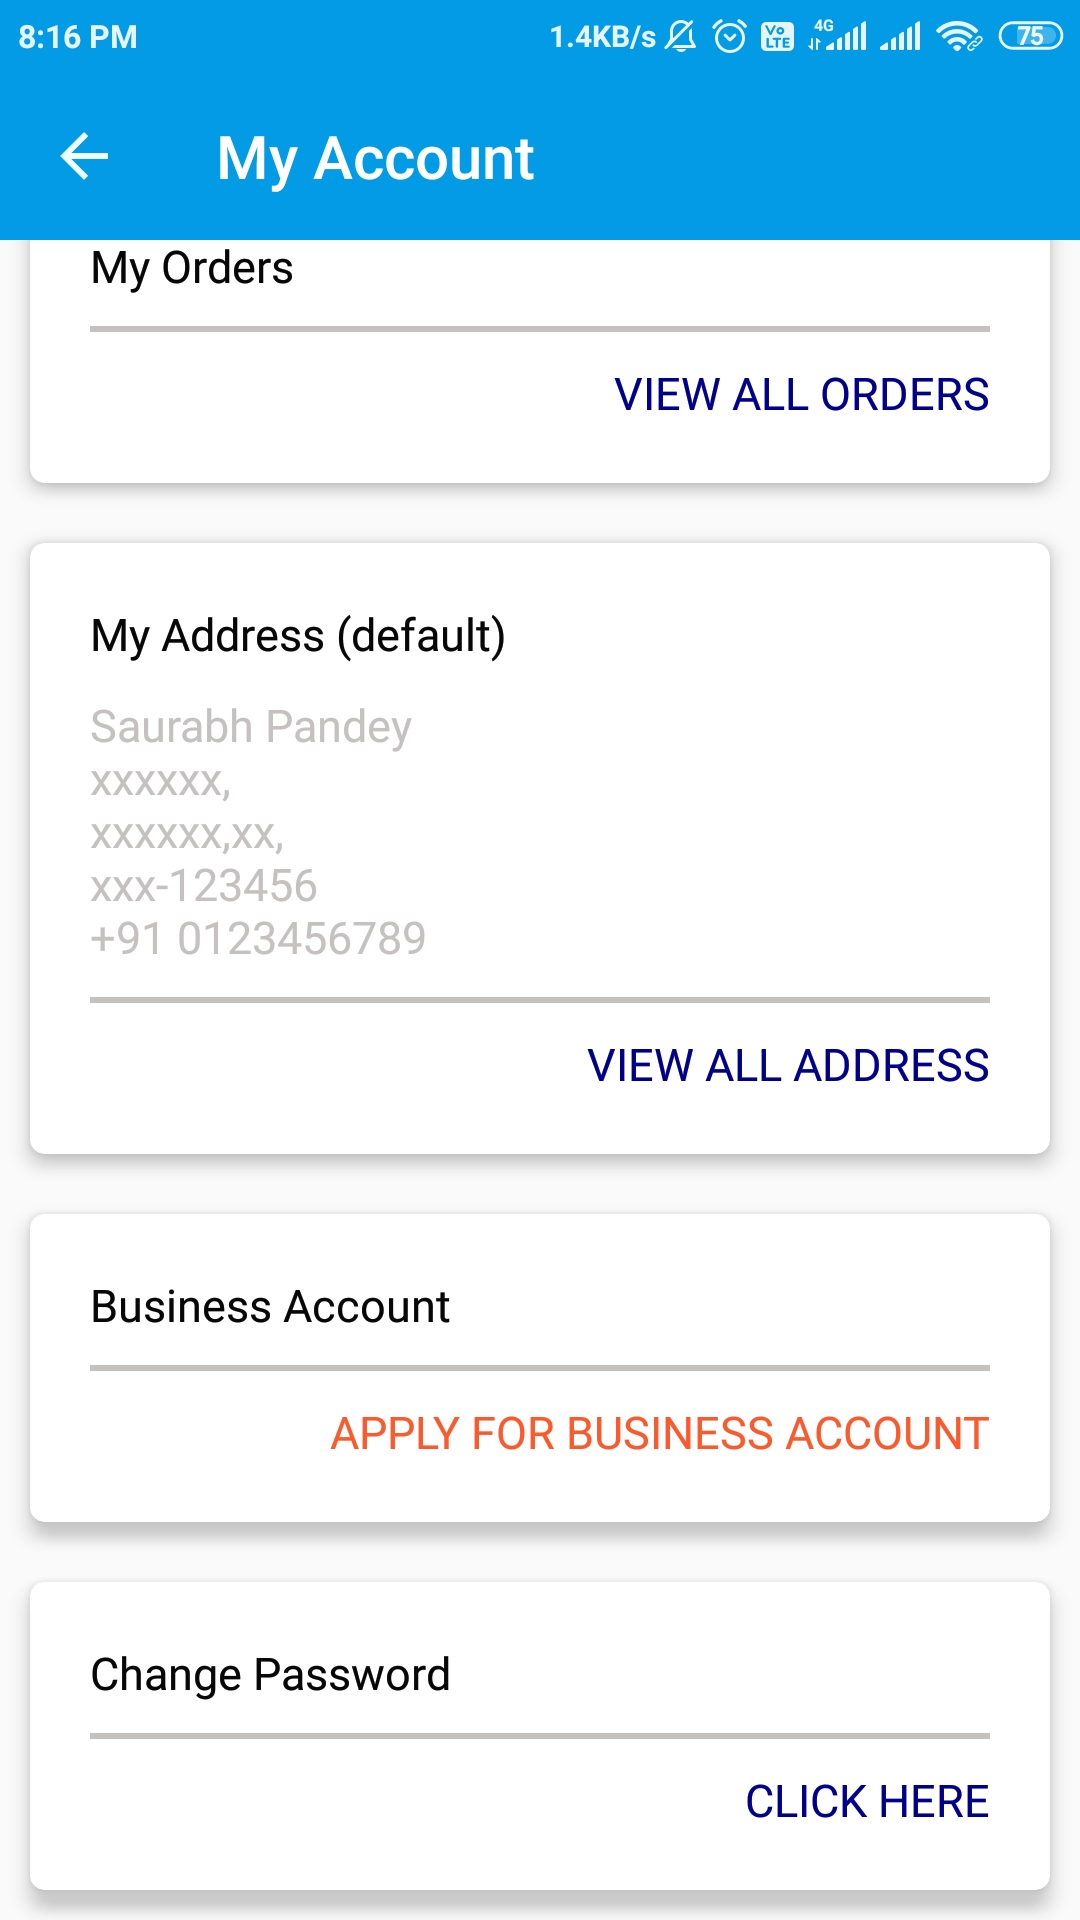 8:16 PM 1.4KB/s Vo LTE 4G 75
My Account
My Orders
VIEW ALL ORDERS
My Address (default)
Saurabh Pandey
xxxxxx,
xxxxxx,xx,
xxx-123456
+91 0123456789
VIEW ALL ADDRESS
Business Account
APPLY FOR BUSINESS ACCOUNT
Change Password
CLICK HERE